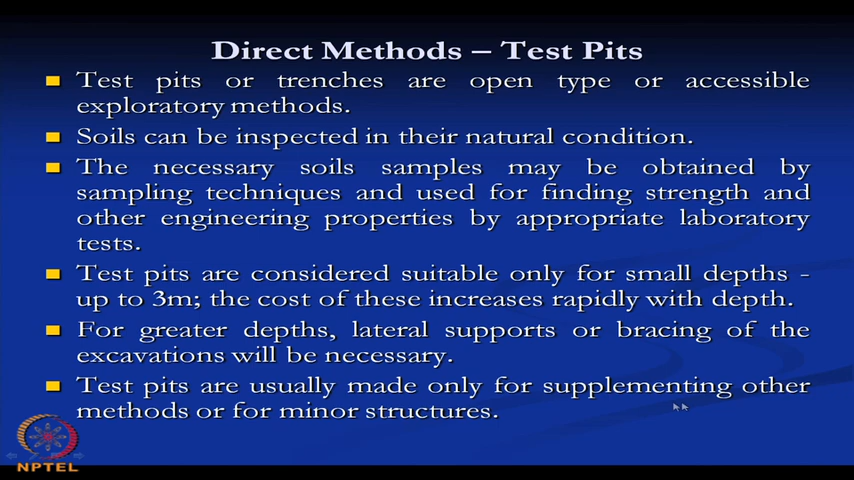 Direct Methods – Test Pits
Test pits or trenches are open type or accessible
exploratory methods.
Soils can be inspected in their natural condition.
The necessary soils samples may be obtained by
sampling techniques and used for finding strength and
other engineering properties by appropriate laboratory
tests.
Test pits are considered suitable only for small depths -
up to 3m; the cost of these increases rapidly with depth.
For greater depths, lateral supports or bracing of the
excavations will be necessary.
Test pits are usually made only for supplementing other
methods or for minor structures.
NPTEL